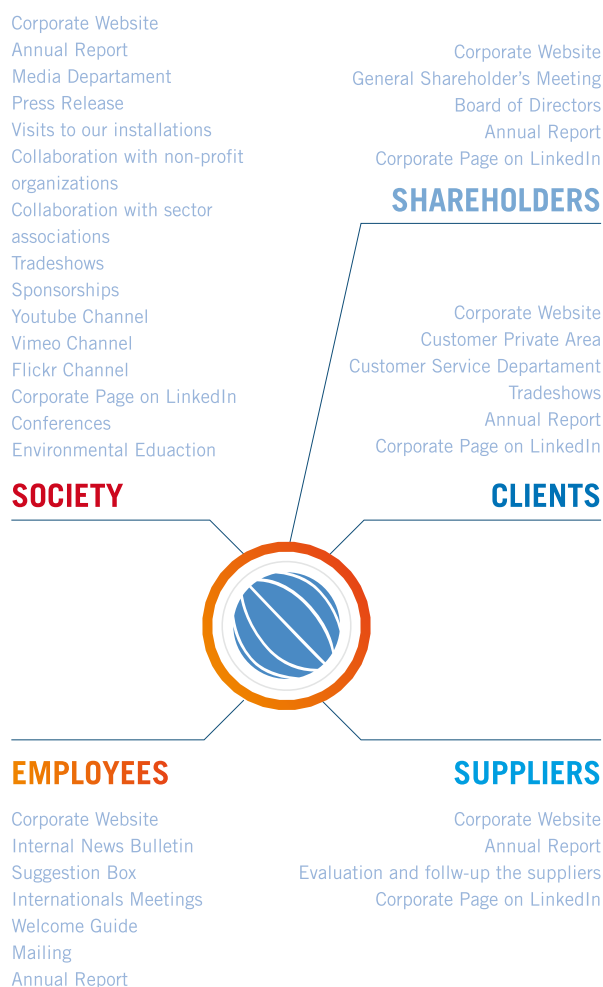 Corporate Website
Annual Report
Media Departament
Press Release
Visits to our installations
Collaboration with non-profit
organizations
Collaboration with sector
associations
Tradeshows
Sponsorships
Youtube Channel
Vimeo Channel
Flickr Channel
Corporate Page on LinkedIn
Conferences
Environmental Eduaction
SOCIETY
Corporate Website
General Shareholder’s Meeting
Board of Directors
Annual Report
Corporate Page on LinkedIn
SHAREHOLDERS
Corporate Website
Customer Private Area
Customer Service Departament
Tradeshows
Annual Report
Corporate Page on LinkedIn
CLIENTS
EMPLOYEES
Corporate Website
Internal News Bulletin
Suggestion Box
Internationals Meetings
Welcome Guide
Mailing
Annual Report
SUPPLIERS
Corporate Website
Annual Report
Evaluation and follw-up the suppliers
Corporate Page on LinkedIn